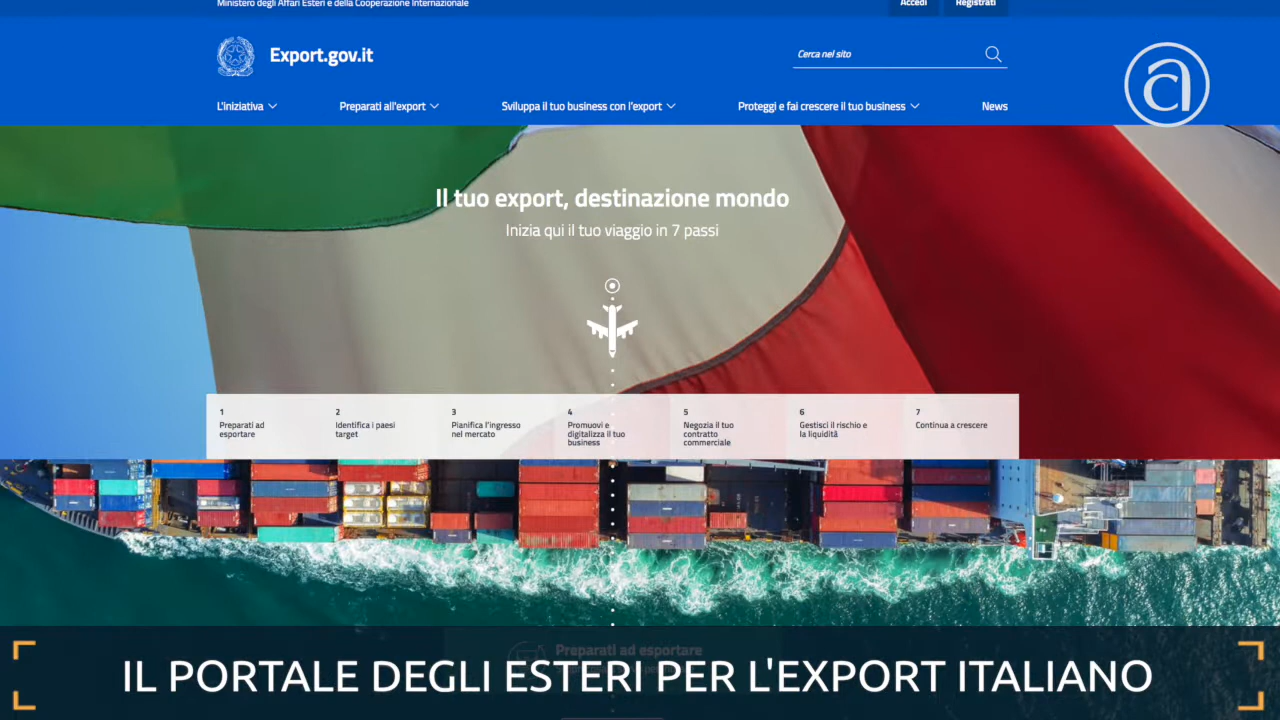 Ministero degli Affari Esteri e della Cooperazione Internazionale
Accedi
Registrati
Export.gov.it
Cerca nel sito
a
L'iniziativa
Preparati all'export
Sviluppa il tuo business con l'export
Proteggi e fai crescere il tuo business
News
Il tuo export, destinazione mondo
Inizia qui il tuo viaggio in 7 passi
1
Preparati ad
esportare
2
Identifica i paesi
target
3
Pianifica l'ingresso
nel mercato
4
Promuovi e
digitalizza il tuo
business
5
Negozia il tuo
contratto
commerciale
6
Gestisci il rischio e
la liquidità
7
Continua a crescere
Preparati ad esportare
IL PORTALE DEGLI ESTERI PER L'EXPORT ITALIANO